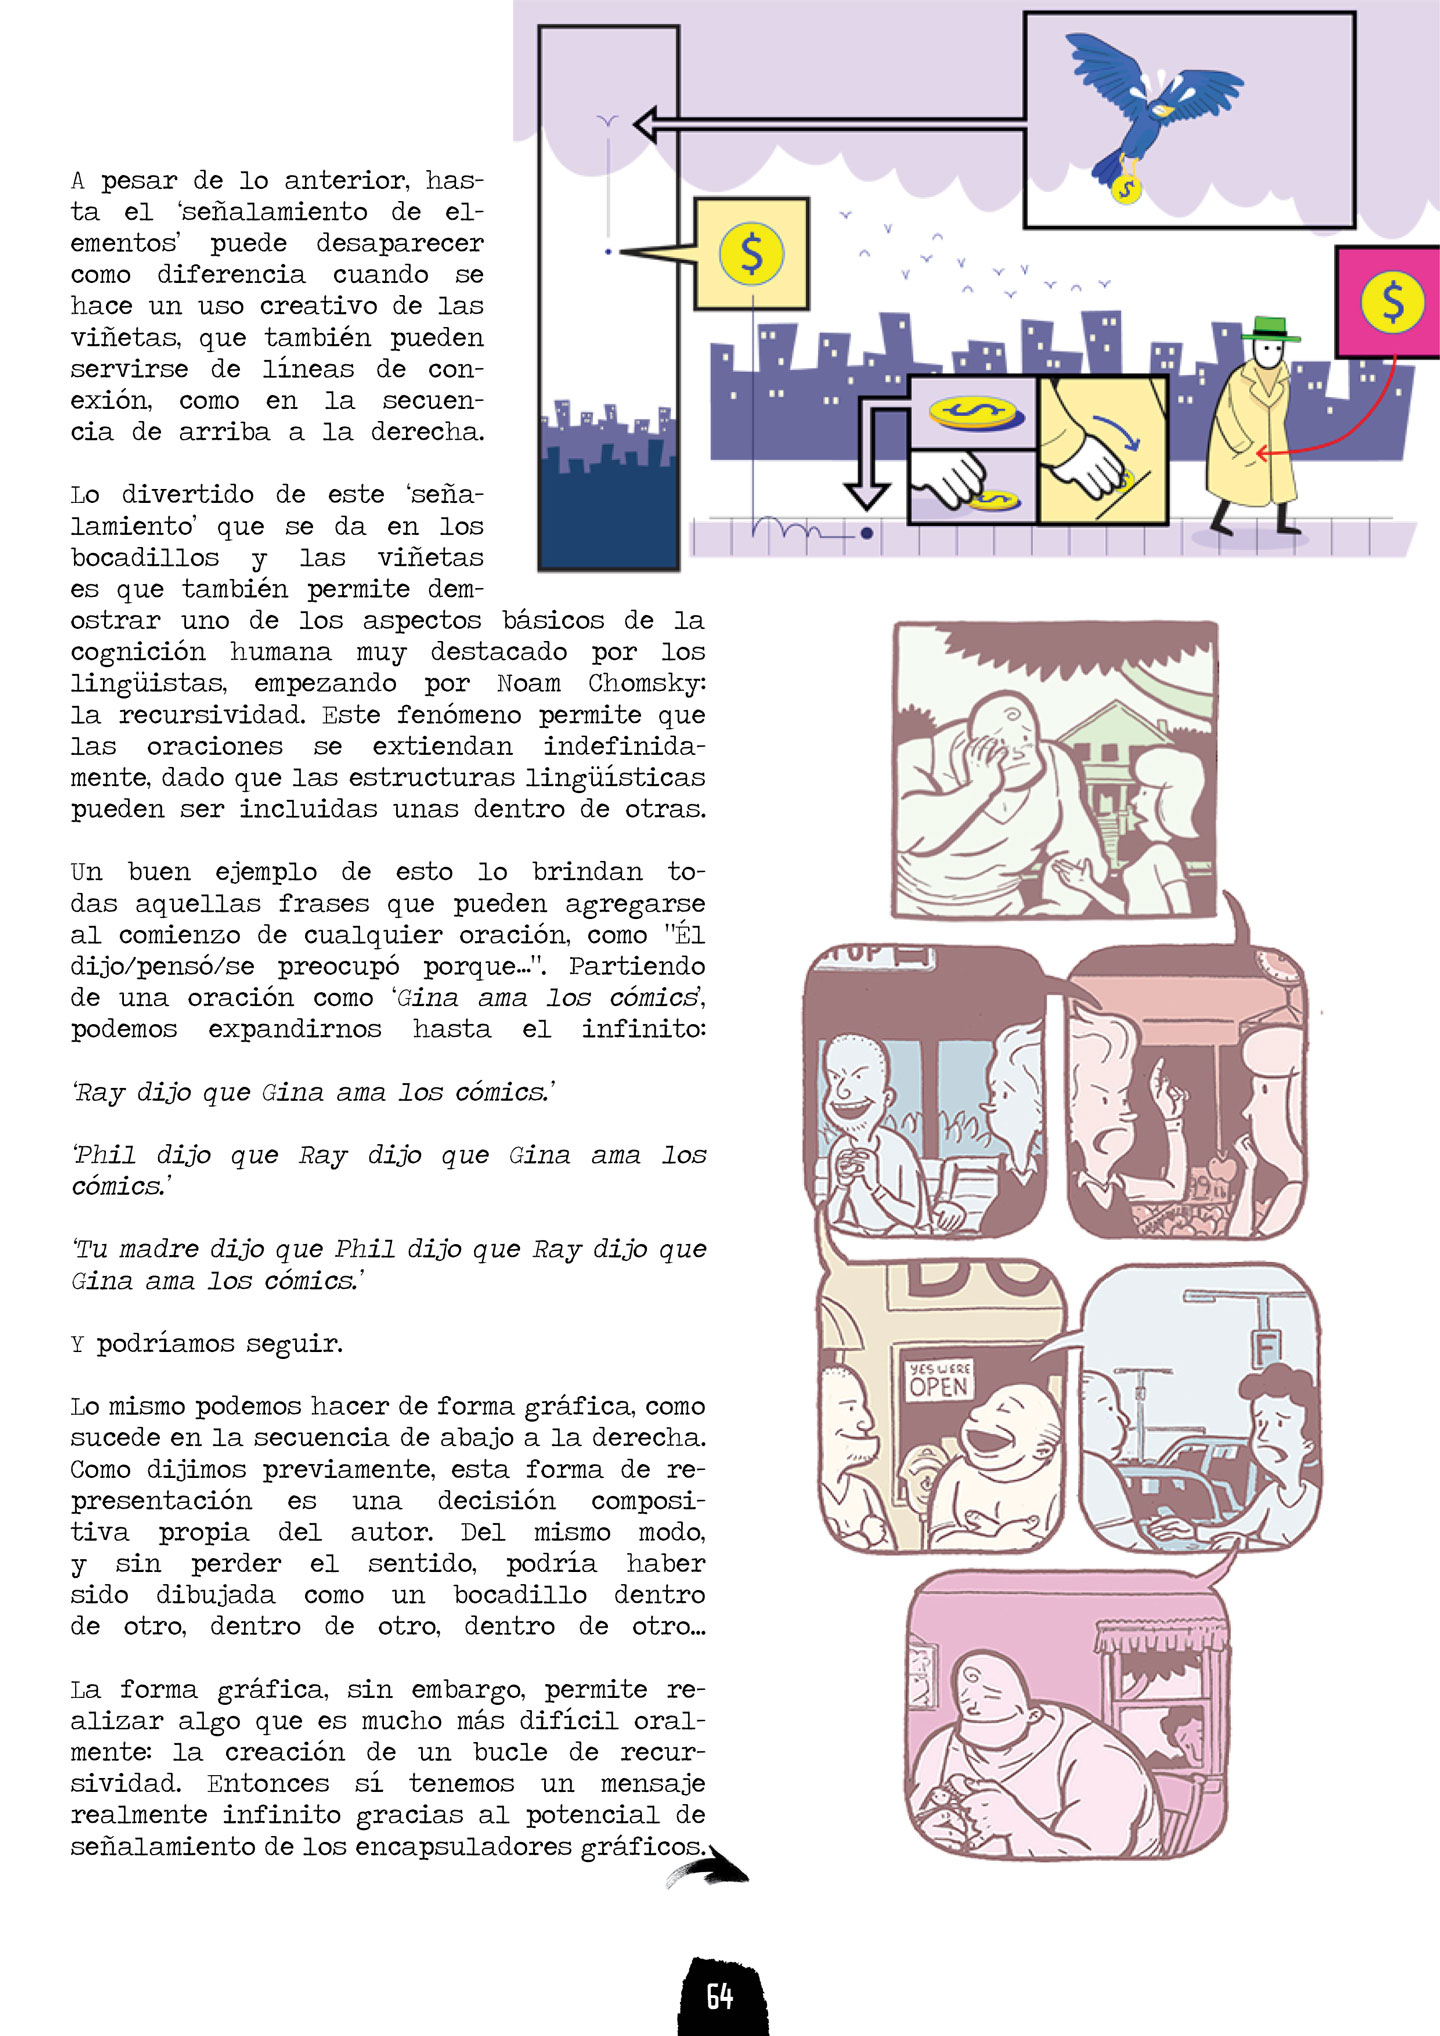 A pesar de lo anterior, has-
ta el ‘señalamiento de el-
ementos’ puede desaparecer
como diferencia cuando se
hace un uso creativo de las
viñetas, que también pueden
servirse de líneas de con-
exión, como en la secuen-
cia de arriba a la derecha.
Lo divertido de este ‘seña-
lamiento’ que se da en los
bocadillos y las viñetas
es que también permite dem-
ostrar uno de los aspectos básicos de la
cognición humana muy destacado por los
lingüistas, empezando por Noam Chomsky:
la recursividad. Este fenómeno permite que
las oraciones se extiendan indefinida-
mente, dado que las estructuras lingüísticas
pueden ser incluidas unas dentro de otras.
Un buen ejemplo de esto lo brindan to-
das aquellas frases que pueden agregarse
al comienzo de cualquier oración, como "Él
dijo/pensó/se preocupó porque…". Partiendo
de una oración como ‘Gina ama los cómics’,
podemos expandirnos hasta el infinito:
‘Ray dijo que Gina ama los cómics.’
‘Phil dijo que Ray dijo que Gina ama los
cómics.’
‘Tu madre dijo que Phil dijo que Ray dijo que
Gina ama los cómics.’
Y podríamos seguir.
Lo mismo podemos hacer de forma gráfica, como
sucede en la secuencia de abajo a la derecha.
Como dijimos previamente, esta forma de re-
presentación es una decisión composi-
tiva propia del autor. Del mismo modo,
y sin perder el sentido, podría haber
sido dibujada como un bocadillo dentro
de otro, dentro de otro, dentro de otro…
La forma gráfica, sin embargo, permite re-
alizar algo que es mucho más difícil oral-
mente: la creación de un bucle de recur-
sividad. Entonces sí tenemos un mensaje
realmente infinito gracias al potencial de
señalamiento de los encapsuladores gráficos.
$
$
$
$
99
DO
YES WERE
OPEN
F
64